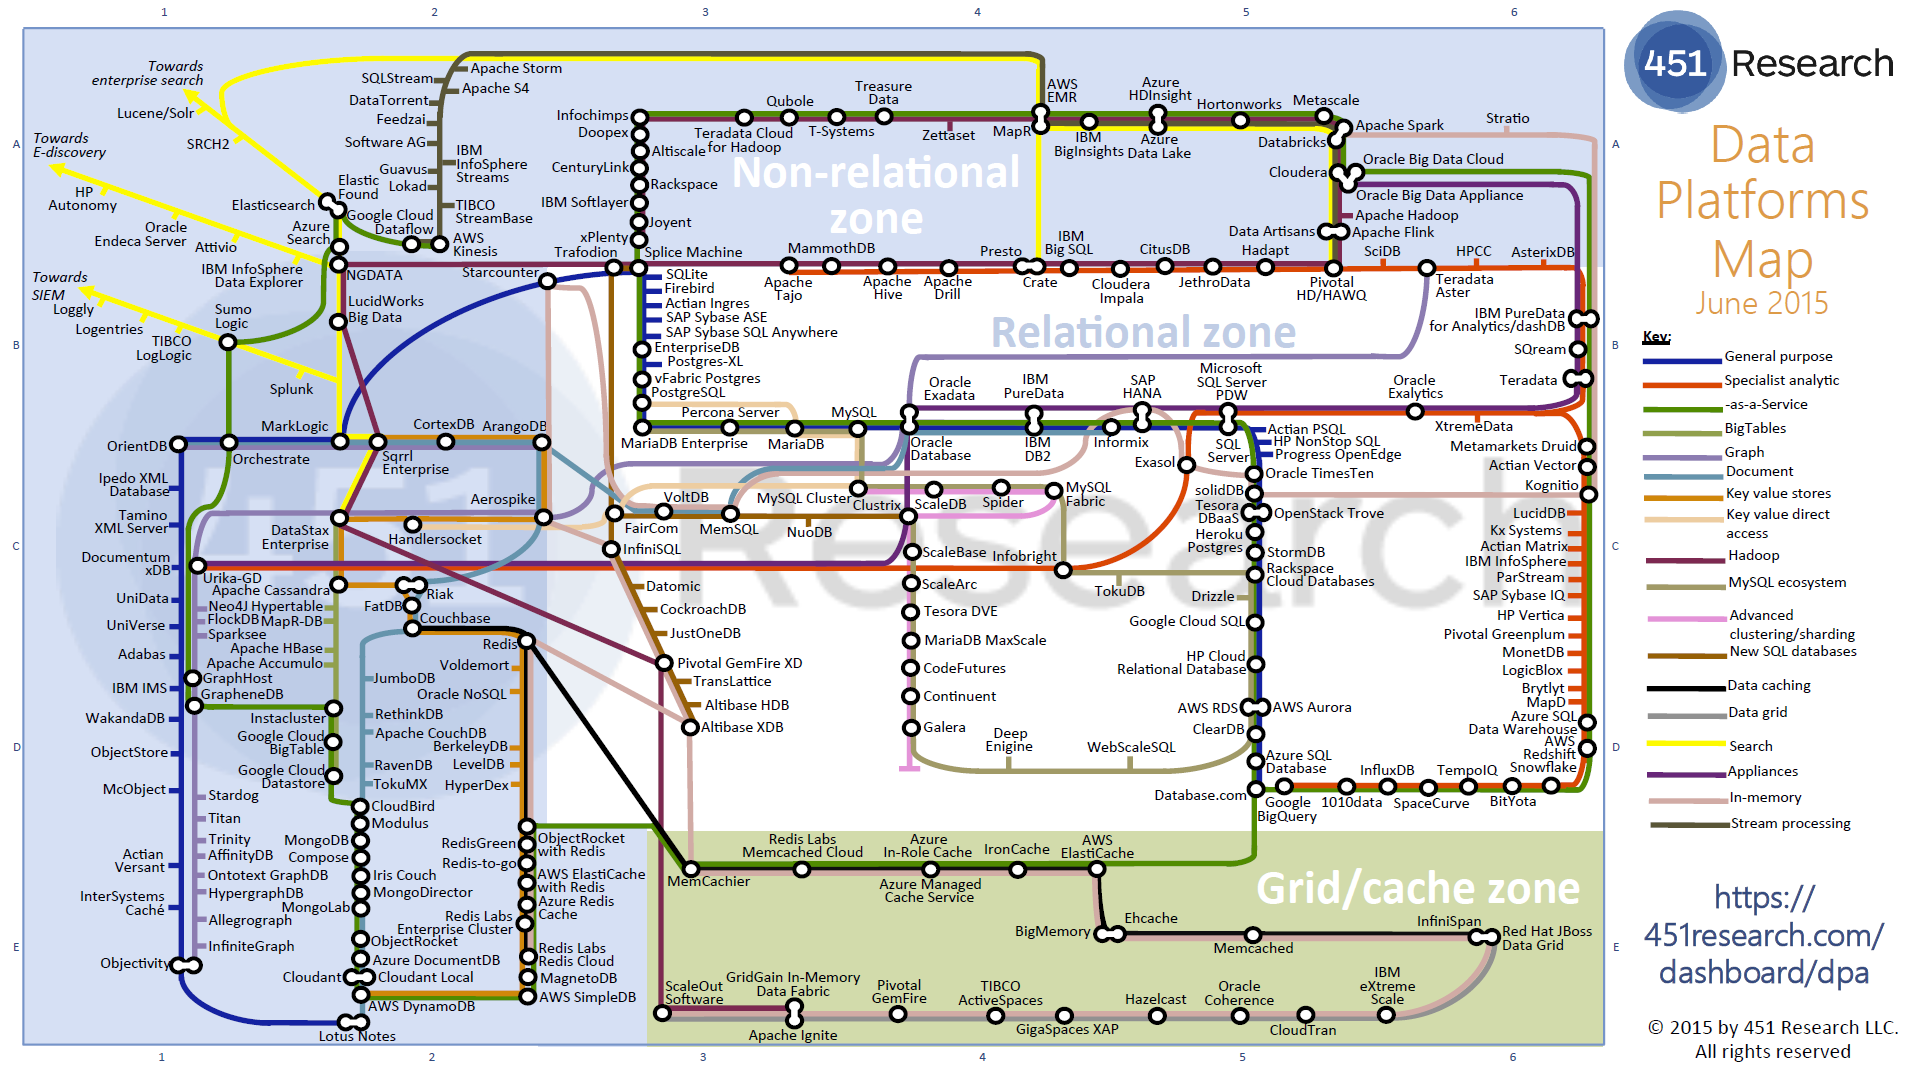 1 2 3 4 5 6
451 Research
Data
Platforms
Map
June 2015
Key:
General purpose
Specialist analytic
-as-a-Service
BigTables
Graph
Document
Key value stores
Key value direct
access
Hadoop
MySQL ecosystem
Advanced
clustering/sharding
New SQL databases
Data caching
Data grid
Search
Appliances
In-memory
Stream processing
https://
451research.com/
dashboard/dpa
© 2015 by 451 Research LLC.
All rights reserved
A
B
C
D
E
A
B
C
D
E
Non-relational
zone
Relational zone
Grid/cache zone
451 Research
Towards
enterprise search
Lucene/Solr
SRCH2
Towards
E-discovery
HP
Autonomy
Oracle
Endeca Server
Attivio
IBM InfoSphere
Data Explorer
Towards
SIEM
Loggly
Logentries
TIBCO
LogLogic
Sumo
Logic
Splunk
Elasticsearch
Elastic
Found
Azure
Search
NGDATA
LucidWorks
Big Data
Google Cloud
Dataflow
AWS
Kinesis
SQLStream
DataTorrent
Feedzai
Software AG
Guavus
Lokad
Apache Storm
Apache S4
IBM
InfoSphere
Streams
TIBCO
StreamBase
Infochimps
Doopex
Altiscale
CenturyLink
Rackspace
IBM Softlayer
Joyent
xPlenty
Trafodion
Splice Machine
Starcounter
Teradata Cloud
for Hadoop
Qubole
T-Systems
Treasure
Data
Zettaset
MapR
AWS
EMR
IBM
BigInsights
Azure
HDInsight
Azure
Data Lake
Hortonworks
Metascale
Apache Spark
Databricks
Stratio
Cloudera
Oracle Big Data Cloud
Oracle Big Data Appliance
Apache Hadoop
Data Artisans
Apache Flink
MammothDB
Apache
Tajo
Apache
Hive
Apache
Drill
Presto
Crate
IBM
Big SQL
Cloudera
Impala
CitusDB
JethroData
Hadapt
Pivotal
HD/HAWQ
SciDB
Teradata
Aster
HPCC
AsterixDB
IBM PureData
for Analytics/dashDB
SQream
Teradata
SQLite
Firebird
Actian Ingres
SAP Sybase ASE
SAP Sybase SQL Anywhere
EnterpriseDB
Postgres-XL
vFabric Postgres
PostgreSQL
Percona Server
MariaDB Enterprise
MariaDB
MySQL
Oracle
Exadata
Oracle
Database
IBM
PureData
IBM
DB2
SAP
HANA
Informix
Microsoft
SQL Server
PDW
SQL
Server
Exasol
Oracle
Exalytics
XtremeData
Actian PSQL
HP NonStop SQL
Progress OpenEdge
Oracle TimesTen
Metamarkets Druid
Actian Vector
Kognitio
LucidDB
Kx Systems
Actian Matrix
IBM InfoSphere
ParStream
SAP Sybase IQ
HP Vertica
Pivotal Greenplum
MonetDB
LogicBlox
Brytlyt
MapD
Azure SQL
Data Warehouse
AWS
Redshift
Snowflake
BitYota
TempoIQ
SpaceCurve
InfluxDB
1010data
Google
BigQuery
solidDB
Tesora
DBaaS
OpenStack Trove
Heroku
Postgres
StormDB
Rackspace
Cloud Databases
Drizzle
Google Cloud SQL
HP Cloud
Relational Database
AWS RDS
AWS Aurora
ClearDB
Azure SQL
Database
Database.com
MarkLogic
CortexDB
ArangoDB
OrientDB
Orchestrate
Sqrrl
Enterprise
Aerospike
Ipedo XML
Database
Tamino
XML Server
Documentum
xDB
UniData
UniVerse
Adabas
IBM IMS
WakandaDB
ObjectStore
McObject
Actian
Versant
InterSystems
Caché
Objectivity
DataStax
Enterprise
Handlersocket
Urika-GD
Apache Cassandra
Neo4J
Hypertable
FlockDB
MapR-DB
Sparksee
Apache HBase
Apache Accumulo
GraphHost
GrapheneDB
Instacluster
Google Cloud
BigTable
Google Cloud
Datastore
Stardog
Titan
Trinity
AffinityDB
Ontotext GraphDB
HypergraphDB
Allegrograph
InfiniteGraph
Riak
FatDB
Couchbase
Redis
Voldemort
JumboDB
Oracle NoSQL
RethinkDB
Apache CouchDB
BerkeleyDB
RavenDB
LevelDB
TokuMX
HyperDex
CloudBird
Modulus
MongoDB
Compose
Iris Couch
MongoDirector
MongoLab
ObjectRocket
Azure DocumentDB
Cloudant
Cloudant Local
AWS DynamoDB
Lotus Notes
ObjectRocket
with Redis
RedisGreen
Redis-to-go
AWS ElastiCache
with Redis
Azure Redis
Cache
Redis Labs
Enterprise Cluster
Redis Labs
Redis Cloud
MagnetoDB
AWS SimpleDB
VoltDB
FairCom
MemSQL
NuoDB
InfiniSQL
MySQL Cluster
Clustrix
ScaleDB
Spider
MySQL
Fabric
ScaleBase
Infobright
ScaleArc
TokuDB
Tesora DVE
MariaDB MaxScale
CodeFutures
Continuent
Galera
Deep
Enigine
WebScaleSQL
Datomic
CockroachDB
JustOneDB
Pivotal GemFire XD
TransLattice
Altibase HDB
Altibase XDB
MemCachier
Redis Labs
Memcached Cloud
Azure
In-Role Cache
Azure Managed
Cache Service
IronCache
AWS
ElastiCache
BigMemory
Ehcache
Memcached
InfiniSpan
Red Hat JBoss
Data Grid
ScaleOut
Software
GridGain In-Memory
Data Fabric
Apache Ignite
Pivotal
GemFire
TIBCO
ActiveSpaces
GigaSpaces XAP
Hazelcast
Oracle
Coherence
CloudTran
IBM
eXtreme
Scale
1 2 3 4 5 6